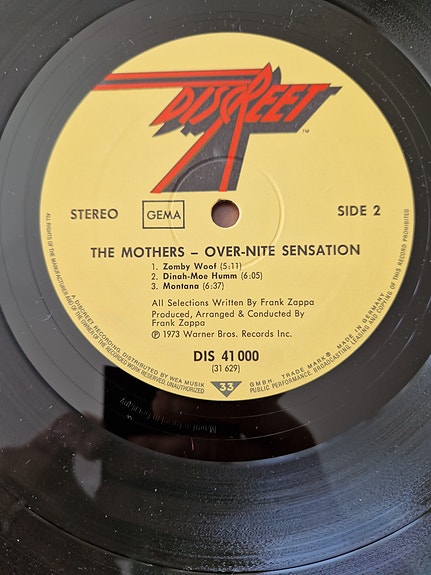 DISCREET
TM
STEREO GEMA SIDE 2
THE MOTHERS – OVER-NITE SENSATION
1. Zomby Woof (5:11)
2. Dinah-Moe Humm (6:05)
3. Montana (6:37)
All Selections Written By Frank Zappa
Produced, Arranged & Conducted By
Frank Zappa
℗ 1973 Warner Bros. Records Inc.
DIS 41 000
(31 629)
33
ALL RIGHTS OF THE MANUFACTURER AND OF THE OWNER OF THE RECORDED WORK RESERVED. UNAUTHORIZED PUBLIC PERFORMANCE, BROADCASTING, LEASING, COPYING OF THIS RECORD PROHIBITED
A DISCREET RECORDING, DISTRIBUTED BY WEA MUSIK GMBH. TRADE MARK® MADE IN GERMANY